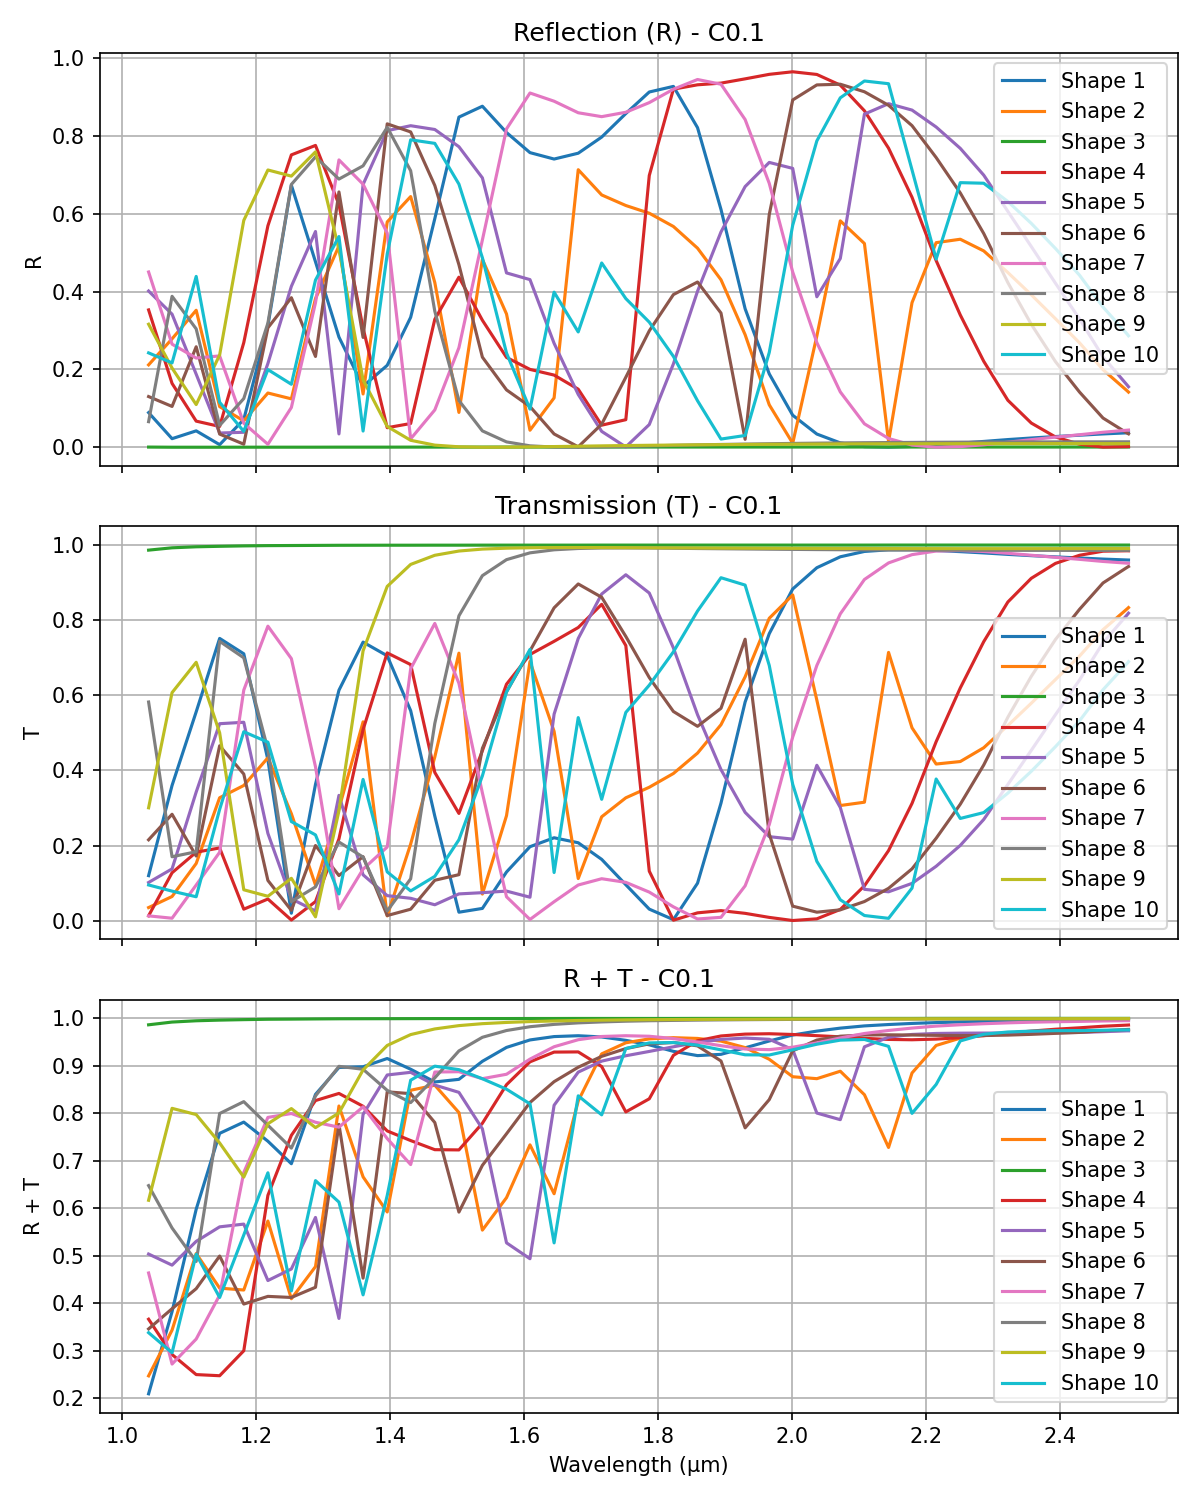 Reflection (R) - C0.1
1.0
0.8
0.6
0.4
0.2
0.0
R
Shape 1
Shape 2
Shape 3
Shape 4
Shape 5
Shape 6
Shape 7
Shape 8
Shape 9
Shape 10
Transmission (T) - C0.1
1.0
0.8
0.6
0.4
0.2
0.0
T
Shape 1
Shape 2
Shape 3
Shape 4
Shape 5
Shape 6
Shape 7
Shape 8
Shape 9
Shape 10
R + T - C0.1
1.0
0.9
0.8
0.7
0.6
0.5
0.4
0.3
0.2
R + T
Shape 1
Shape 2
Shape 3
Shape 4
Shape 5
Shape 6
Shape 7
Shape 8
Shape 9
Shape 10
1.0 1.2 1.4 1.6 1.8 2.0 2.2 2.4
Wavelength (μm)